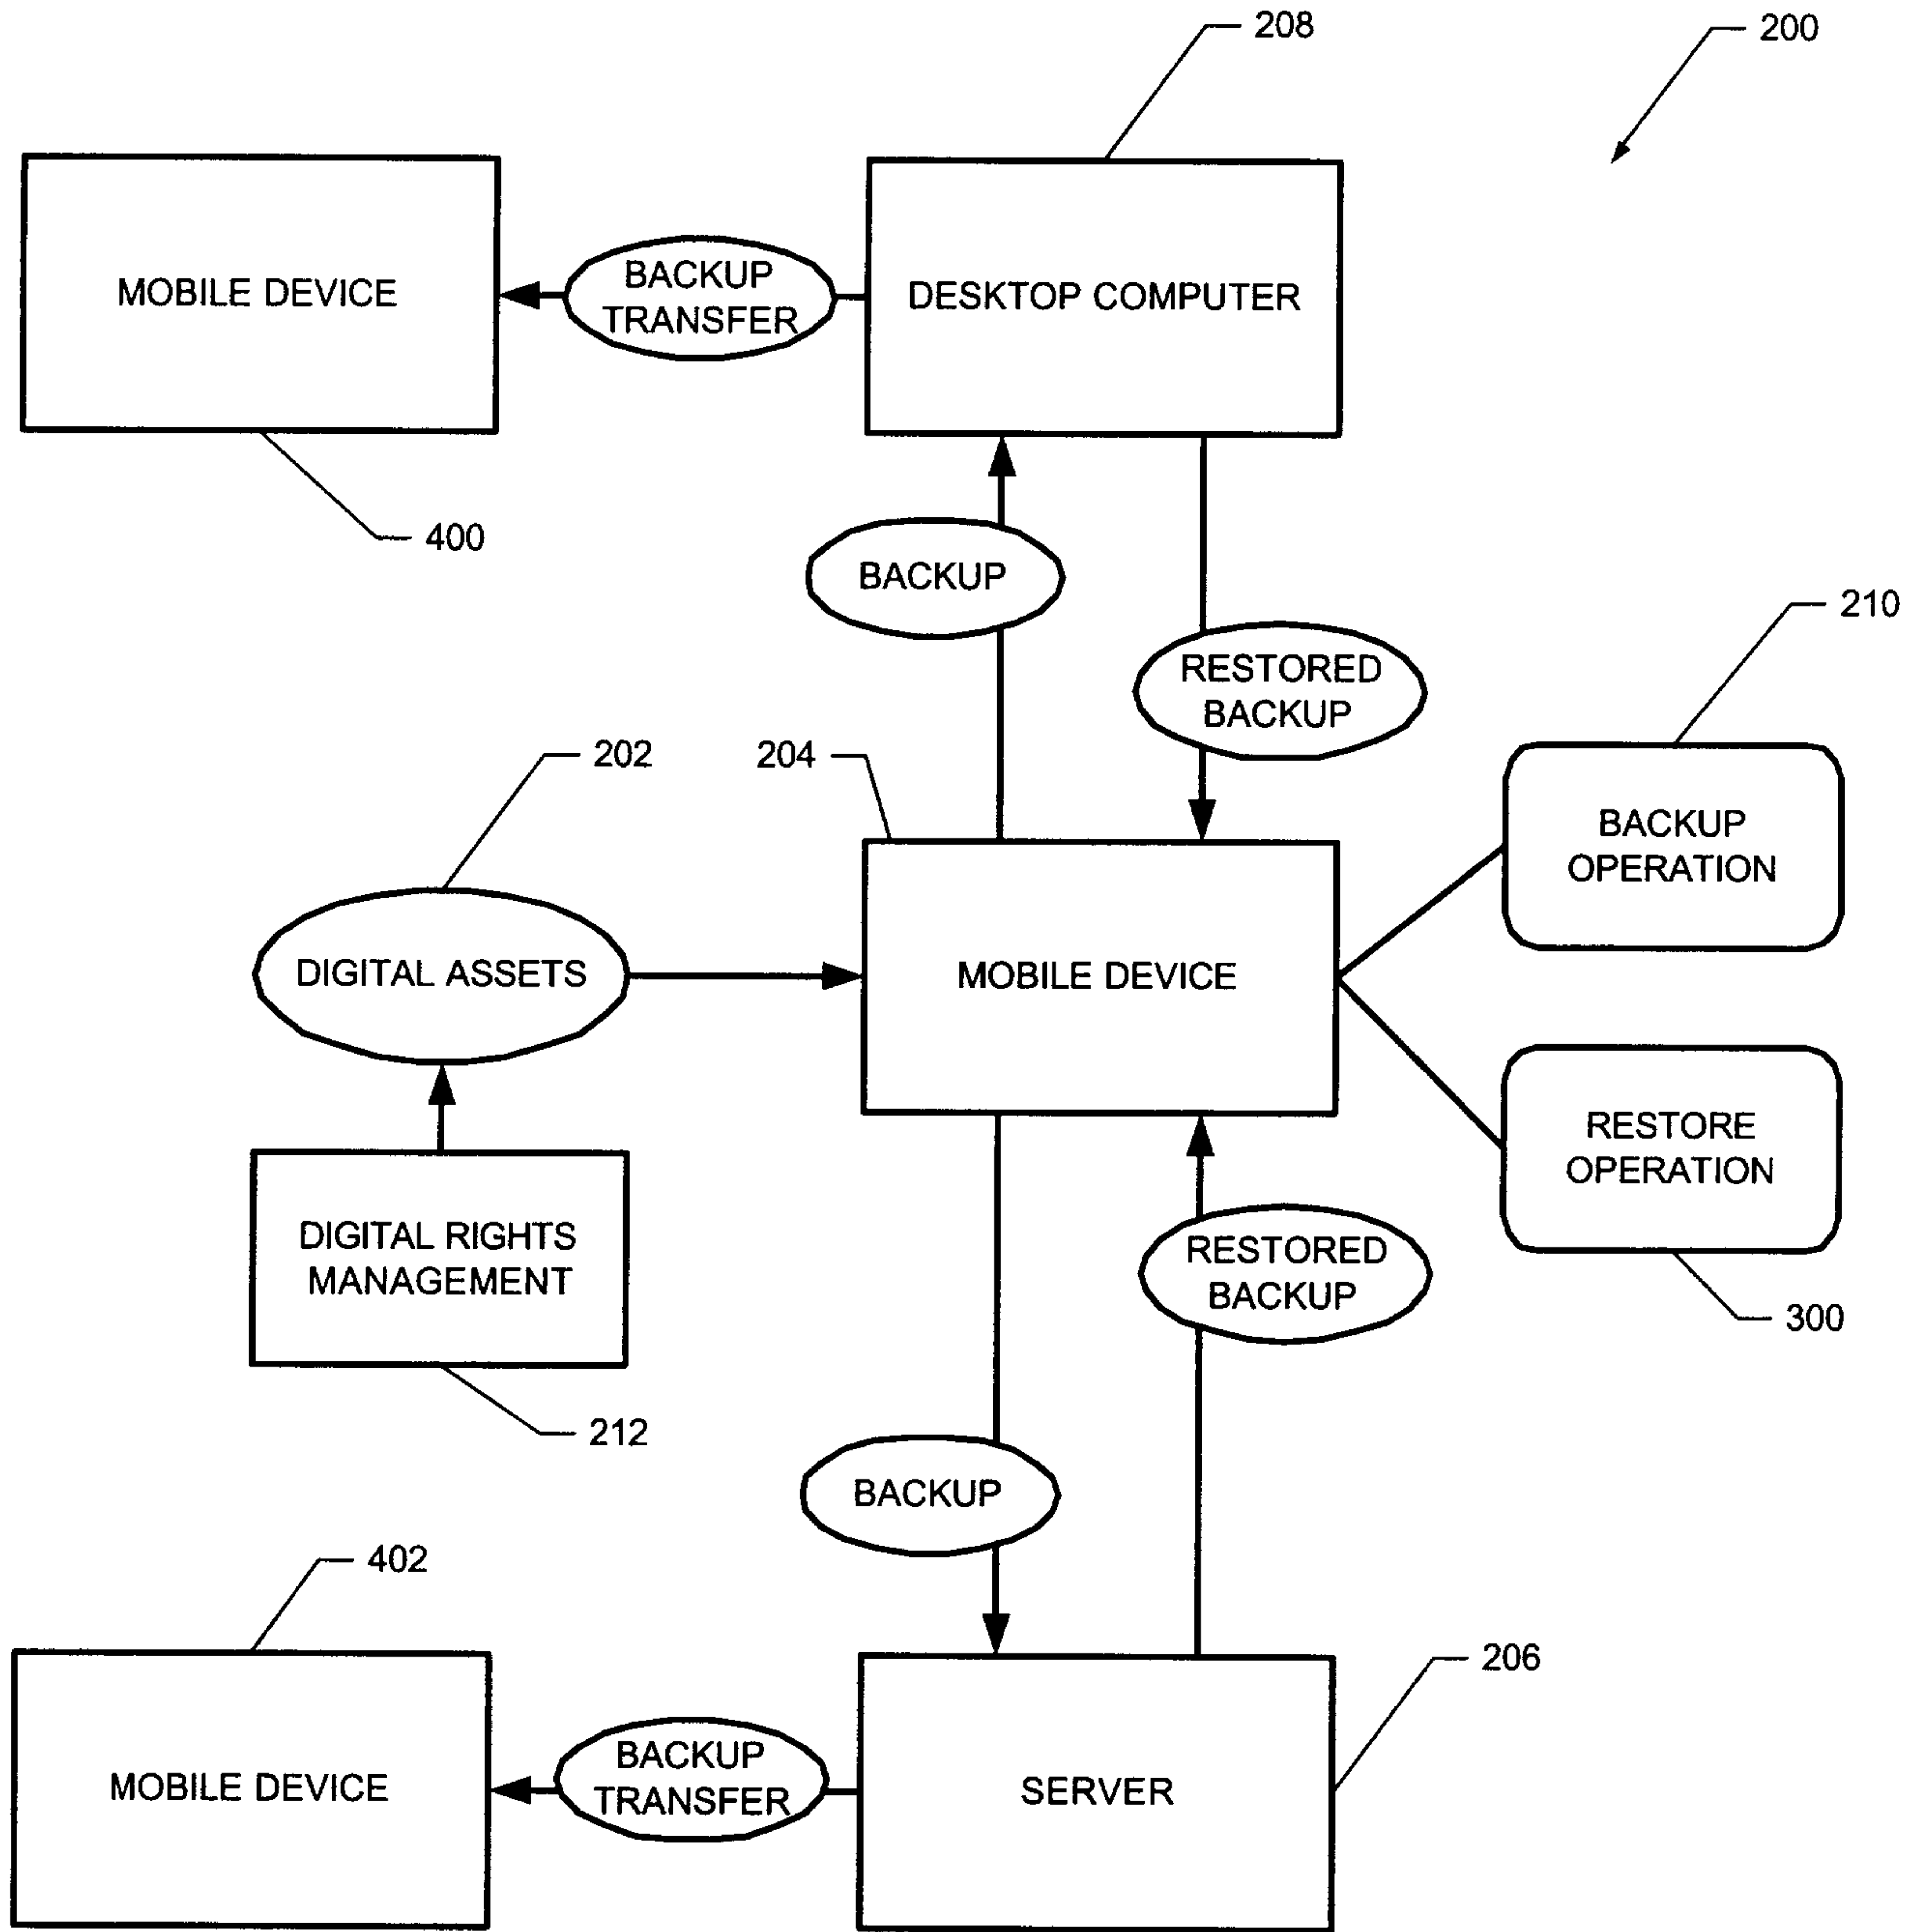 208
200
MOBILE DEVICE
BACKUP
TRANSFER
DESKTOP COMPUTER
400
BACKUP
210
RESTORED
BACKUP
202
204
BACKUP
OPERATION
DIGITAL ASSETS
MOBILE DEVICE
RESTORE
OPERATION
DIGITAL RIGHTS
MANAGEMENT
RESTORED
BACKUP
300
212
BACKUP
402
206
MOBILE DEVICE
BACKUP
TRANSFER
SERVER